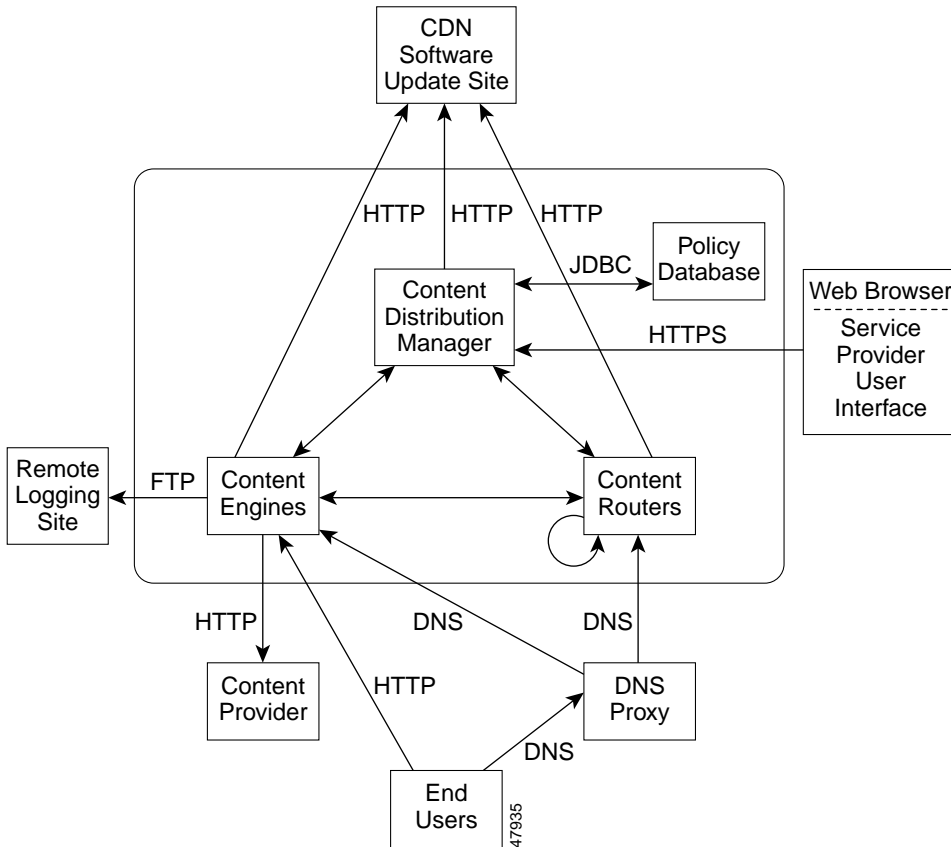 CDN
Software
Update Site
HTTP
HTTP
HTTP
Policy
Database
JDBC
Content
Distribution
Manager
Web Browser
Service
Provider
User
Interface
HTTPS
Remote
Logging
Site
FTP
Content
Engines
Content
Routers
HTTP
DNS
DNS
Content
Provider
HTTP
DNS
Proxy
DNS
End
Users
47935